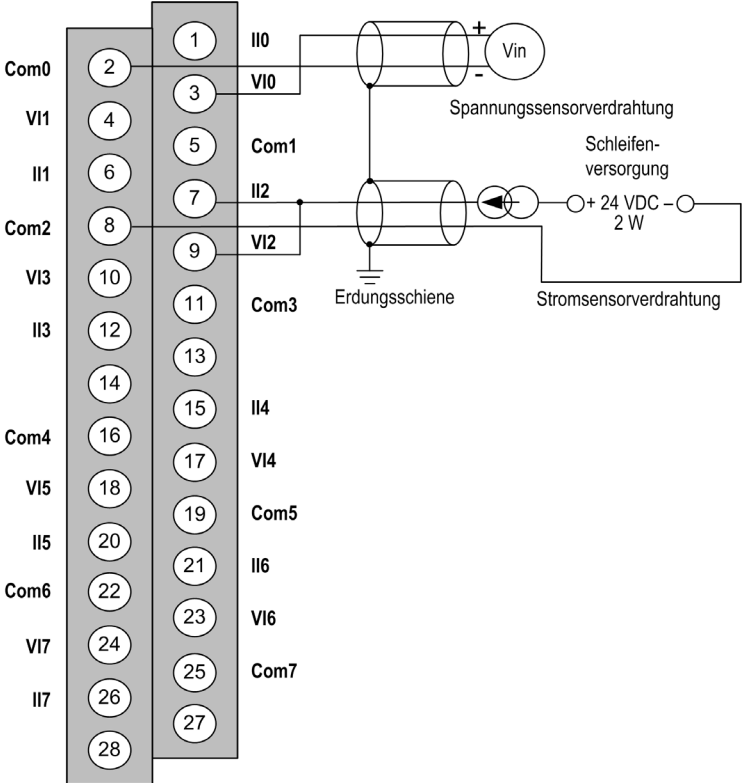 1 II0
Com0 2
3 VI0
+
Vin
-
Spannungssensorverdrahtung
VI1 4
5 Com1
II1 6
7 II2
Schleifen-
versorgung
+ 24 VDC –
2 W
Com2 8
9 VI2
Erdungsschiene
Stromsensorverdrahtung
VI3 10
11 Com3
II3 12
13
14
15 II4
Com4 16
17 VI4
VI5 18
19 Com5
II5 20
21 II6
Com6 22
23 VI6
VI7 24
25 Com7
II7 26
27
28